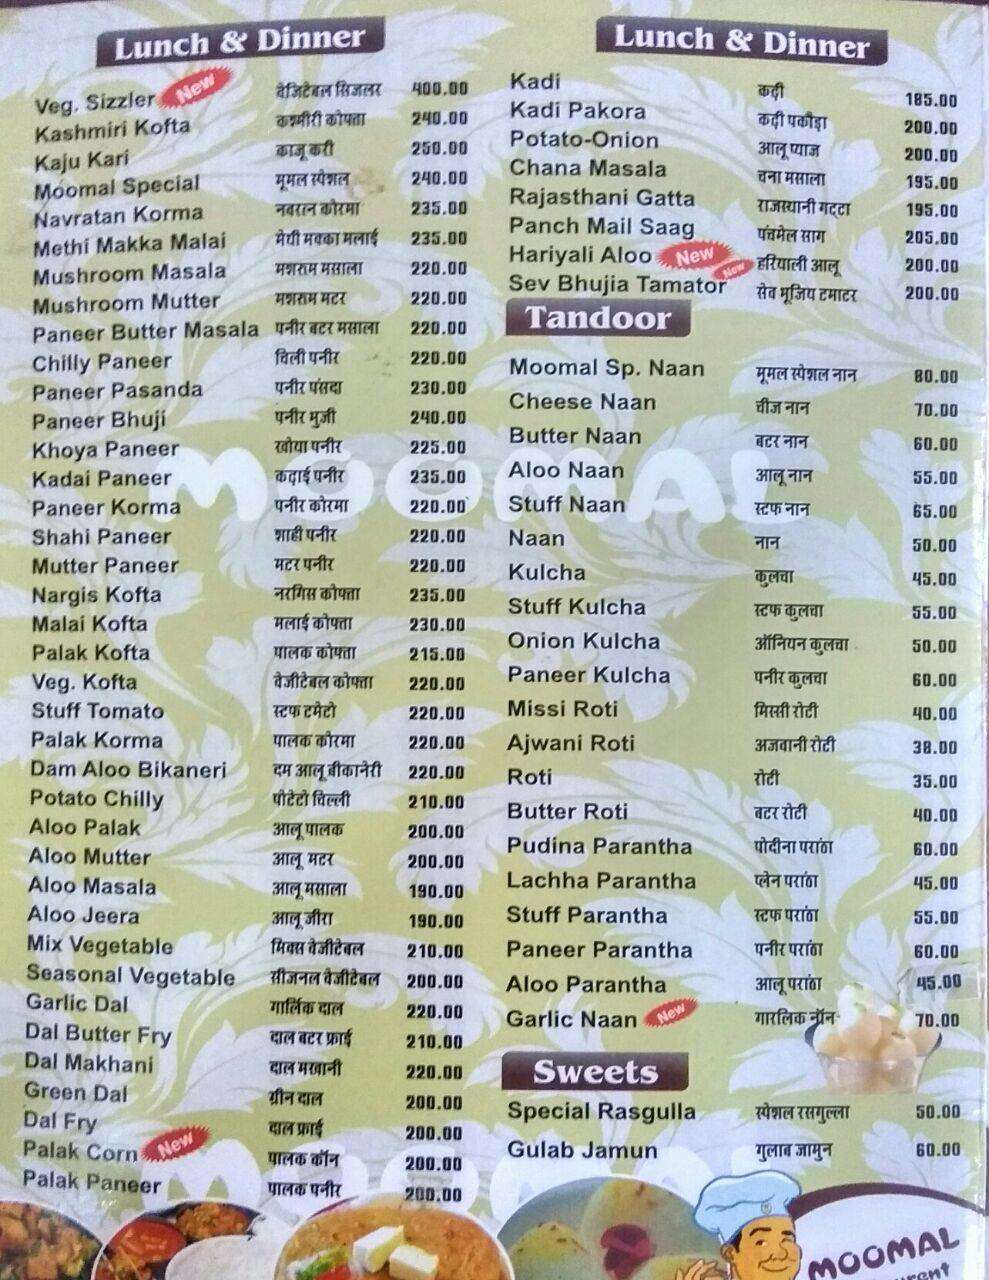 Lunch & Dinner
Veg. Sizzler New वेजिटेबल सिजलर 400.00
Kashmiri Kofta कश्मीरी कोफ्ता 240.00
Kaju Kari काजू करी 250.00
Moomal Special मूमल स्पेशल 240.00
Navratan Korma नवरत्न कोरमा 235.00
Methi Makka Malai मेथी मक्का मलाई 235.00
Mushroom Masala मशरूम मसाला 220.00
Mushroom Mutter मशरूम मटर 220.00
Paneer Butter Masala पनीर बटर मसाला 220.00
Chilly Paneer चिली पनीर 220.00
Paneer Pasanda पनीर पंसदा 230.00
Paneer Bhuji पनीर भुजी 240.00
Khoya Paneer खोया पनीर 225.00
Kadai Paneer कढ़ाई पनीर 235.00
Paneer Korma पनीर कोरमा 220.00
Shahi Paneer शाही पनीर 220.00
Mutter Paneer मटर पनीर 220.00
Nargis Kofta नरगिस कोफ्ता 235.00
Malai Kofta मलाई कोफ्ता 230.00
Palak Kofta पालक कोफ्ता 215.00
Veg. Kofta वेजीटेबल कोफ्ता 220.00
Stuff Tomato स्टफ टमेटो 220.00
Palak Korma पालक कोरमा 220.00
Dam Aloo Bikaneri दम आलू बीकानेरी 220.00
Potato Chilly पोटेटो चिल्ली 210.00
Aloo Palak आलू पालक 200.00
Aloo Mutter आलू मटर 200.00
Aloo Masala आलू मसाला 190.00
Aloo Jeera आलू जीरा 190.00
Mix Vegetable मिक्स वेजीटेबल 210.00
Seasonal Vegetable सीजनल वेजीटेबल 200.00
Garlic Dal गार्लिक दाल 220.00
Dal Butter Fry दाल बटर फ्राई 210.00
Dal Makhani दाल मखानी 220.00
Green Dal ग्रीन दाल 200.00
Dal Fry दाल फ्राई 200.00
Palak Corn New पालक कॉन 200.00
Palak Paneer पालक पनीर 200.00
Lunch & Dinner
Kadi कढ़ी 185.00
Kadi Pakora कढ़ी पकौड़ा 200.00
Potato-Onion आलू प्याज 200.00
Chana Masala चना मसाला 195.00
Rajasthani Gatta राजस्थानी गट्टा 195.00
Panch Mail Saag पंचमेल साग 205.00
Hariyali Aloo New हरियाली आलू 200.00
Sev Bhujia Tamator New सेव भूजिय टमाटर 200.00
Tandoor
Moomal Sp. Naan मूमल स्पेशल नान 80.00
Cheese Naan चीज नान 70.00
Butter Naan बटर नान 60.00
Aloo Naan आलू नान 55.00
Stuff Naan स्टफ नान 65.00
Naan नान 50.00
Kulcha कुलचा 45.00
Stuff Kulcha स्टफ कुलचा 55.00
Onion Kulcha ऑनियन कुलचा 50.00
Paneer Kulcha पनीर कुलचा 60.00
Missi Roti मिस्सी रोटी 40.00
Ajwani Roti अजवानी रोटी 38.00
Roti रोटी 35.00
Butter Roti बटर रोटी 40.00
Pudina Parantha पोदीना परांठा 60.00
Lachha Parantha प्लेन परांठा 45.00
Stuff Parantha स्टफ परांठा 55.00
Paneer Parantha पनीर परांठा 60.00
Aloo Parantha आलू परांठा 45.00
Garlic Naan New गारलिक नॉन 70.00
Sweets
Special Rasgulla स्पेशल रसगुल्ला 50.00
Gulab Jamun गुलाब जामुन 60.00
MOOMAL
MOOMAL